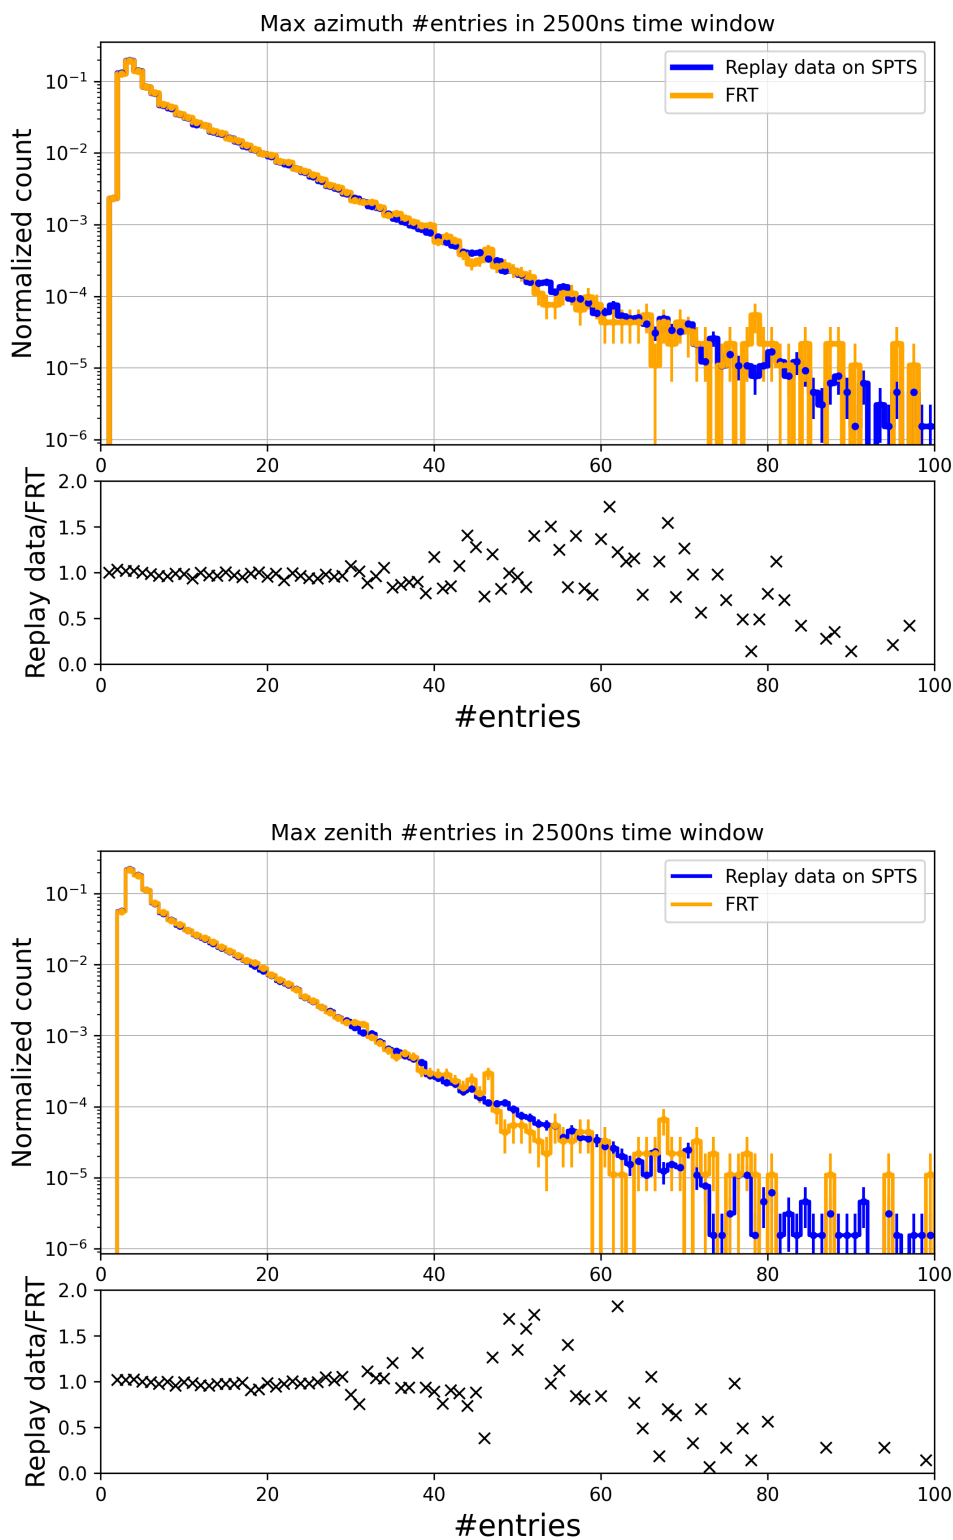 Max azimuth #entries in 2500ns time window
Normalized count
10⁻¹
10⁻²
10⁻³
10⁻⁴
10⁻⁵
10⁻⁶
Replay data on SPTS
FRT
0 20 40 60 80 100
Replay data/FRT
2.0
1.5
1.0
0.5
0.0
0 20 40 60 80 100
#entries
Max zenith #entries in 2500ns time window
Normalized count
10⁻¹
10⁻²
10⁻³
10⁻⁴
10⁻⁵
10⁻⁶
Replay data on SPTS
FRT
0 20 40 60 80 100
Replay data/FRT
2.0
1.5
1.0
0.5
0.0
0 20 40 60 80 100
#entries